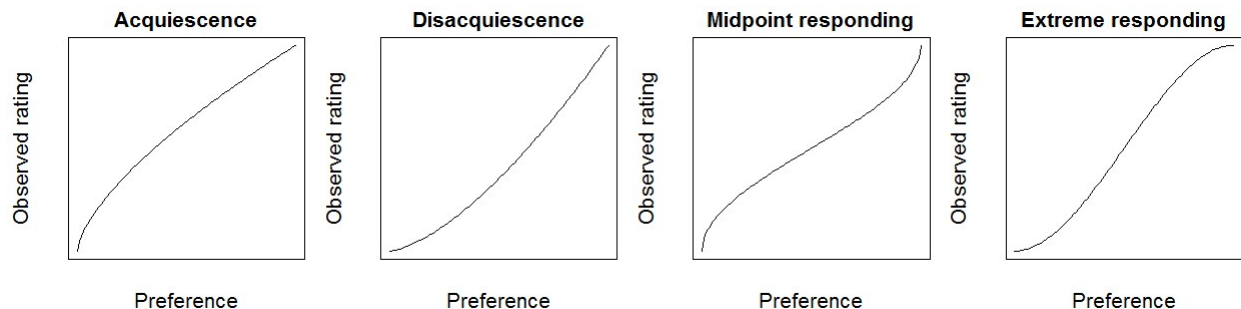 Acquiescence
Observed rating
Preference
Disacquiescence
Observed rating
Preference
Midpoint responding
Observed rating
Preference
Extreme responding
Observed rating
Preference